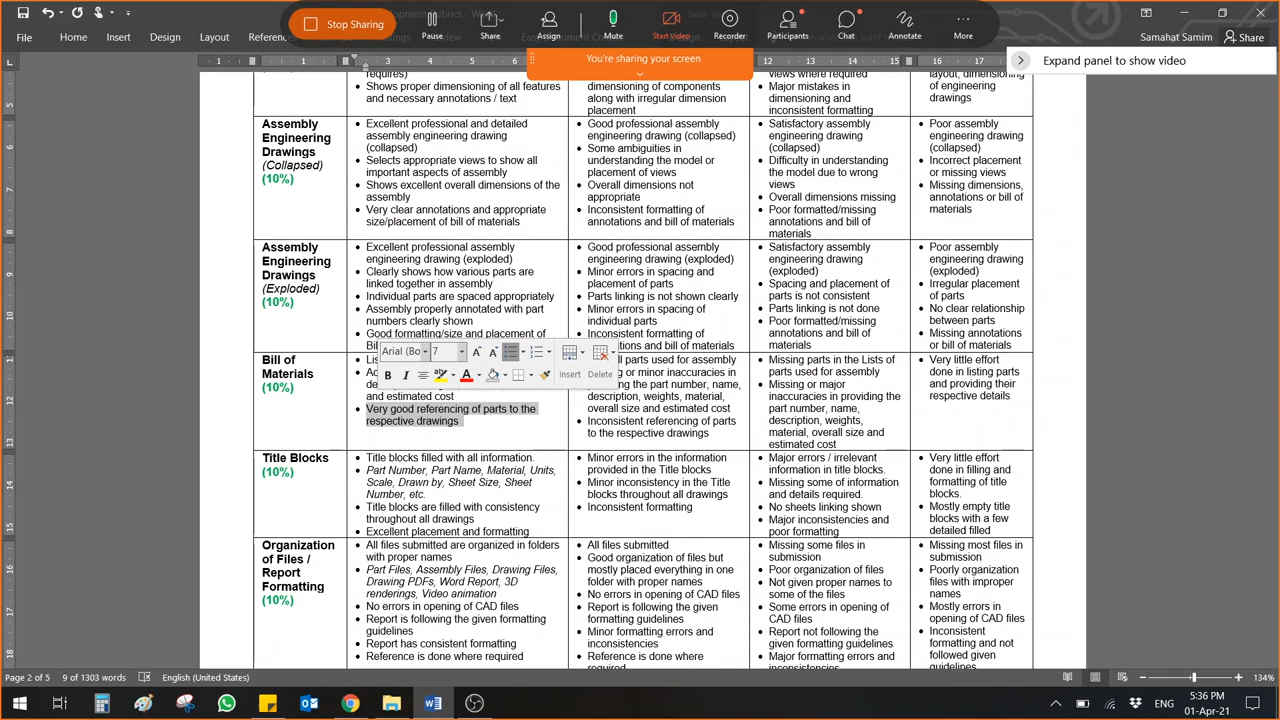 Stop Sharing
Pause
Share
Assign
Mute
Start Video
Recorder
Participants
Chat
Annotate
More
Samahat Samim
Share
File
Home
Insert
Design
Layout
References
You're sharing your screen
Expand panel to show video
1
1
2
3
4
5
6
12
13
14
15
16
17
requires)
Shows proper dimensioning of all features
and necessary annotations / text
dimensioning of components
along with irregular dimension
placement
views where required
Major mistakes in
dimensioning and
inconsistent formatting
layout, dimensioning
of engineering
drawings
Assembly
Engineering
Drawings
(Collapsed)
(10%)
Excellent professional and detailed
assembly engineering drawing
(collapsed)
Selects appropriate views to show all
important aspects of assembly
Shows excellent overall dimensions of the
assembly
Very clear annotations and appropriate
size/placement of bill of materials
Good professional assembly
engineering drawing (collapsed)
Some ambiguities in
understanding the model or
placement of views
Overall dimensions not
appropriate
Inconsistent formatting of
annotations and bill of materials
Satisfactory assembly
engineering drawing
(collapsed)
Difficulty in understanding
the model due to wrong
views
Overall dimensions missing
Poor formatted/missing
annotations and bill of
materials
Poor assembly
engineering drawing
(collapsed)
Incorrect placement
or missing views
Missing dimensions,
annotations or bill of
materials
Assembly
Engineering
Drawings
(Exploded)
(10%)
Excellent professional assembly
engineering drawing (exploded)
Clearly shows how various parts are
linked together in assembly
Individual parts are spaced appropriately
Assembly properly annotated with part
numbers clearly shown
Good formatting/size and placement of
Good professional assembly
engineering drawing (exploded)
Minor errors in spacing and
placement of parts
Parts linking is not shown clearly
Minor errors in spacing of
individual parts
Inconsistent formatting of
and bill of materials
Satisfactory assembly
engineering drawing
(exploded)
Spacing and placement of
parts is not consistent
Parts linking is not done
Poor formatted/missing
annotations and bill of
materials
Poor assembly
engineering drawing
(exploded)
Irregular placement
of parts
No clear relationship
between parts
Missing annotations
or bill of materials
Arial (Bo
7
Insert
Delete
Bill of
Materials
(10%)
and estimated cost
Very good referencing of parts to the
respective drawings
parts used for assembly
or minor inaccuracies in
the part number, name,
description, weights, material,
overall size and estimated cost
Inconsistent referencing of parts
to the respective drawings
Missing parts in the Lists of
parts used for assembly
Missing or major
inaccuracies in providing the
part number, name,
description, weights,
material, overall size and
estimated cost
Very little effort
done in listing parts
and providing their
respective details
Title Blocks
(10%)
Title blocks filled with all information.
Part Number, Part Name, Material, Units,
Scale, Drawn by, Sheet Size, Sheet
Number, etc.
Title blocks are filled with consistency
throughout all drawings
Excellent placement and formatting
Minor errors in the information
provided in the Title blocks
Minor inconsistency in the Title
blocks throughout all drawings
Inconsistent formatting
Major errors / irrelevant
information in title blocks.
Missing some of information
and details required.
No sheets linking shown
Major inconsistencies and
poor formatting
Very little effort
done in filling and
formatting of title
blocks.
Mostly empty title
blocks with a few
detailed filled
Organization
of Files /
Report
Formatting
(10%)
All files submitted are organized in folders
with proper names
Part Files, Assembly Files, Drawing Files,
Drawing PDFs, Word Report, 3D
renderings, Video animation
No errors in opening of CAD files
Report is following the given formatting
guidelines
Report has consistent formatting
Reference is done where required
All files submitted
Good organization of files but
mostly placed everything in one
folder with proper names
No errors in opening of CAD files
Report is following the given
formatting guidelines
Minor formatting errors and
inconsistencies
Reference is done where
required
Missing some files in
submission
Poor organization of files
Not given proper names to
some of the files
Some errors in opening of
CAD files
Report not following the
given formatting guidelines
Major formatting errors and
inconsistencies
Missing most files in
submission
Poorly organization
files with improper
names
Mostly errors in
opening of CAD files
Inconsistent
formatting and not
followed given
guidelines
Page 2 of 5
9 of 1303 words
English (United States)
134%
ENG
5:36 PM
01-Apr-21